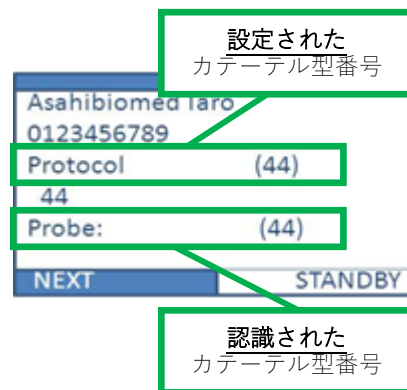 設定された
カテーテル型番号
Asahibiomed Taro
0123456789
Protocol (44)
44
Probe: (44)
NEXT STANDBY
認識された
カテーテル型番号